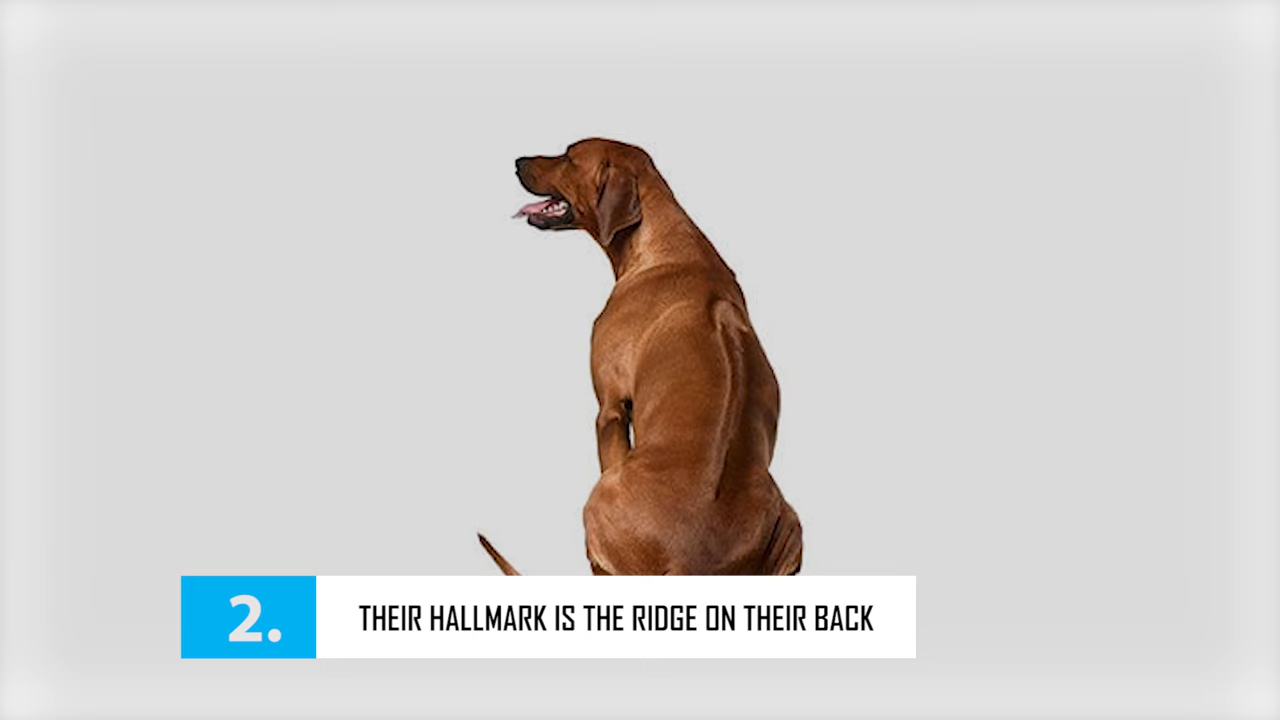 2. THEIR HALLMARK IS THE RIDGE ON THEIR BACK